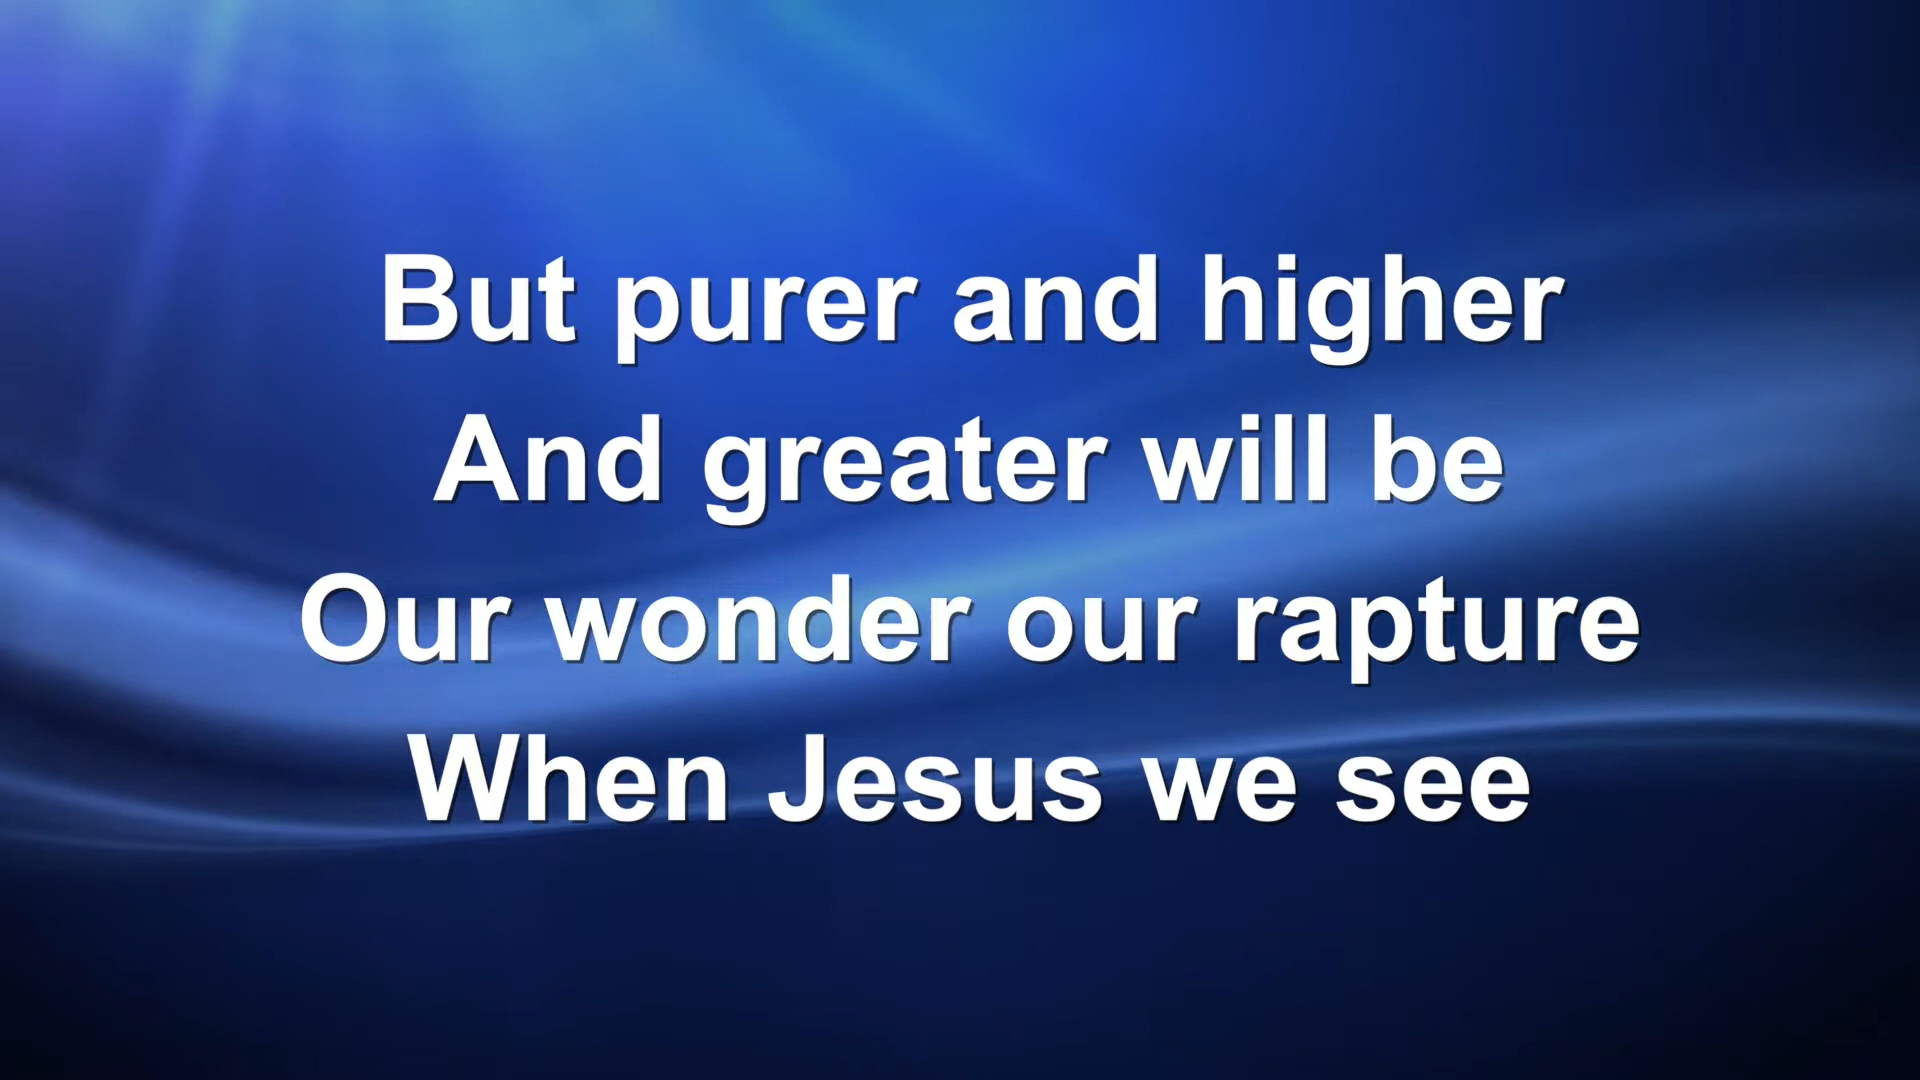 But purer and higher
And greater will be
Our wonder our rapture
When Jesus we see